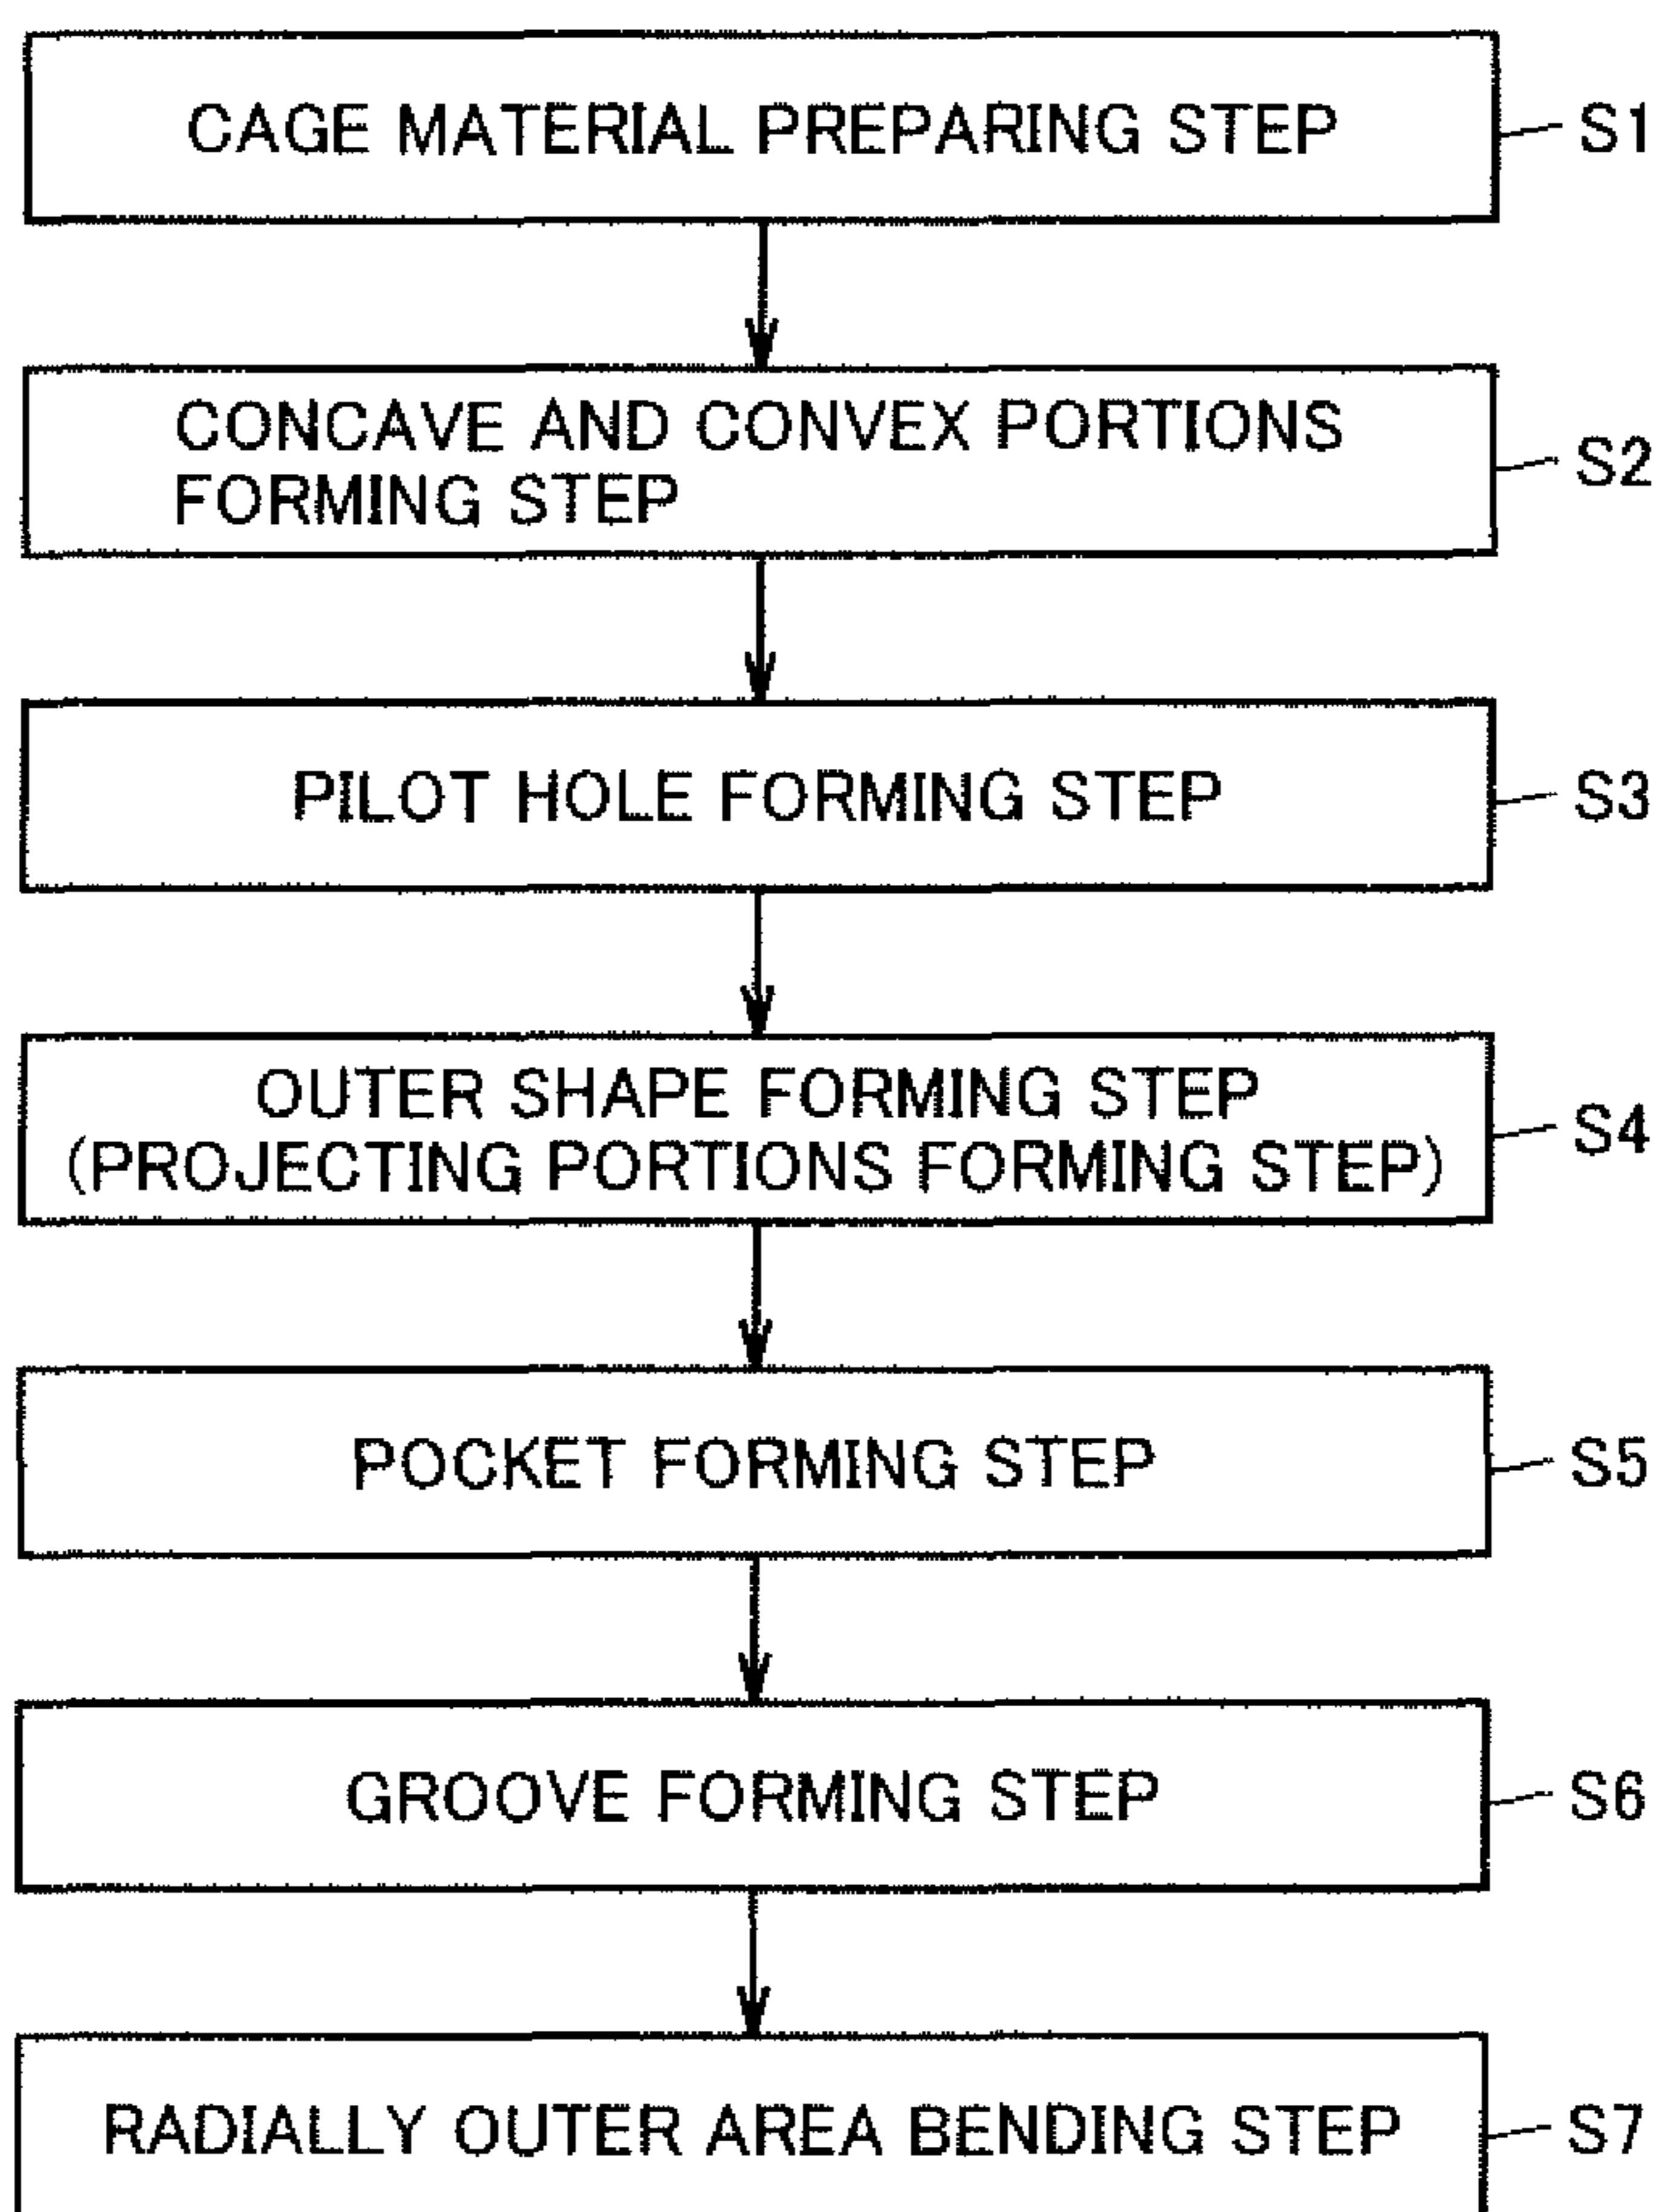 CAGE MATERIAL PREPARING STEP
S1
CONCAVE AND CONVEX PORTIONS
FORMING STEP
S2
PILOT HOLE FORMING STEP
S3
OUTER SHAPE FORMING STEP
(PROJECTING PORTIONS FORMING STEP)
S4
POCKET FORMING STEP
S5
GROOVE FORMING STEP
S6
RADIALLY OUTER AREA BENDING STEP
S7